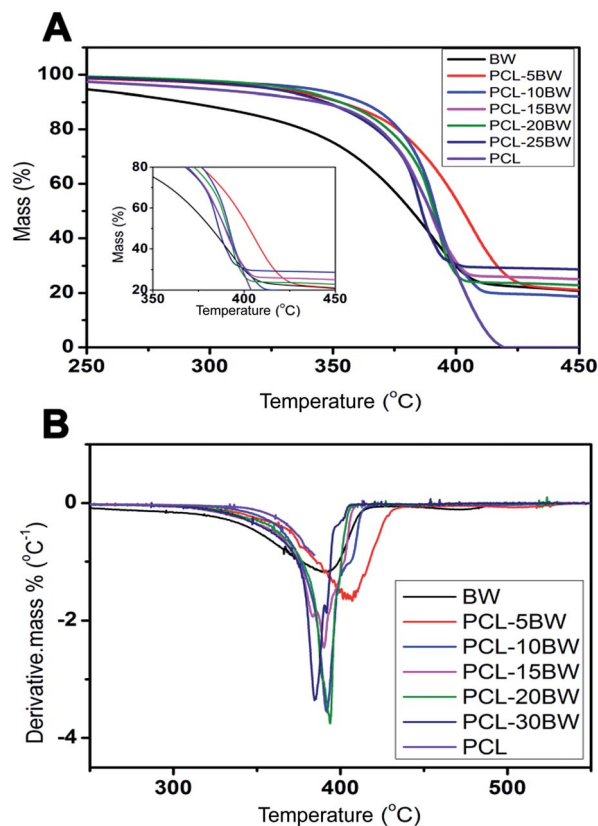 A
BW
PCL-5BW
PCL-10BW
PCL-15BW
PCL-20BW
PCL-25BW
PCL
100
80
60
40
20
0
Mass (%)
80
60
40
20
Mass (%)
350 400 450
Temperature (°C)
250 300 350 400 450
Temperature (°C)
B
0
-2
-4
Derivative.mass % (°C-1)
BW
PCL-5BW
PCL-10BW
PCL-15BW
PCL-20BW
PCL-30BW
PCL
300 400 500
Temperature (°C)